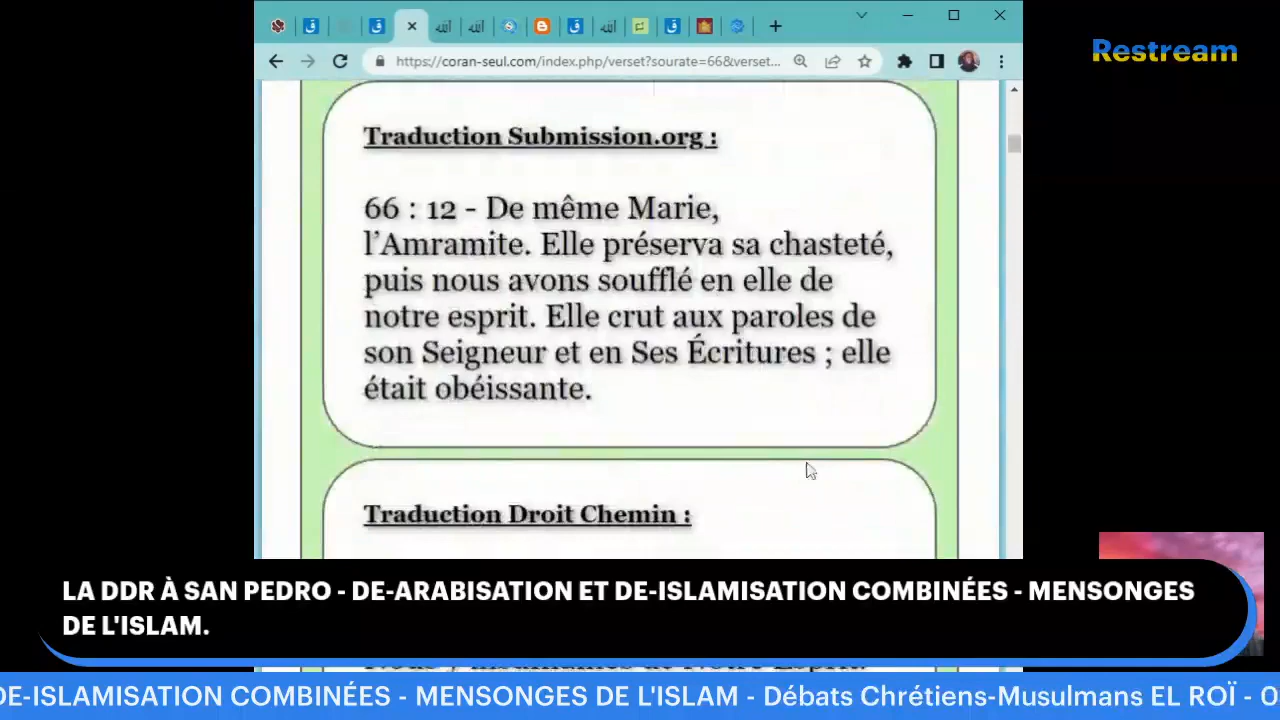 https://coran-seul.com/index.php/verset?sourate=66&verset...
Restream
Traduction Submission.org :
66 : 12 - De même Marie,
l’Amramite. Elle préserva sa chasteté,
puis nous avons soufflé en elle de
notre esprit. Elle crut aux paroles de
son Seigneur et en Ses Écritures ; elle
était obéissante.
Traduction Droit Chemin :
LA DDR À SAN PEDRO - DE-ARABISATION ET DE-ISLAMISATION COMBINÉES - MENSONGES
DE L'ISLAM.
DE-ISLAMISATION COMBINÉES - MENSONGES DE L'ISLAM - Débats Chrétiens-Musulmans EL ROÏ - 0